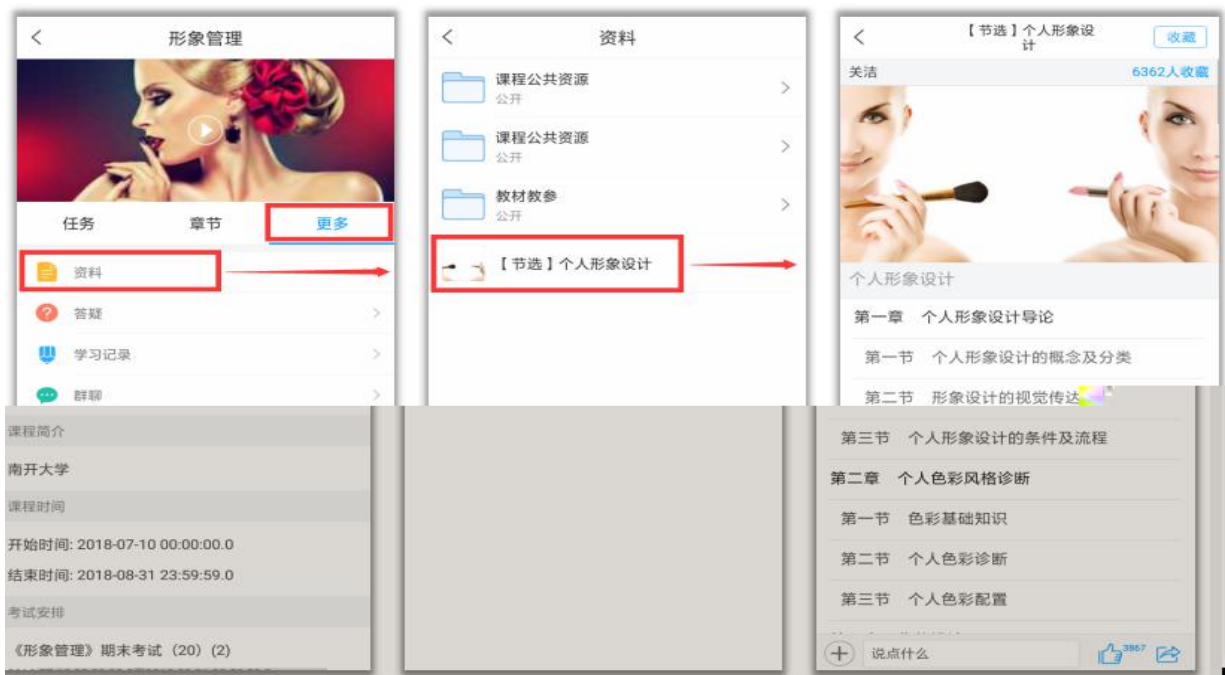 形象管理
任务 章节 更多
资料
答疑
学习记录
群聊
课程简介
南开大学
课程时间
开始时间: 2018-07-10 00:00:00.0
结束时间: 2018-08-31 23:59:59.0
考试安排
《形象管理》期末考试（20）(2)
资料
课程公共资源
公开
课程公共资源
公开
教材教参
公开
【节选】个人形象设计
【节选】个人形象设
计
收藏
关洁 6362人收藏
个人形象设计
第一章 个人形象设计导论
第一节 个人形象设计的概念及分类
第二节 形象设计的视觉传达
第三节 个人形象设计的条件及流程
第二章 个人色彩风格诊断
第一节 色彩基础知识
第二节 个人色彩诊断
第三节 个人色彩配置
说点什么 3867